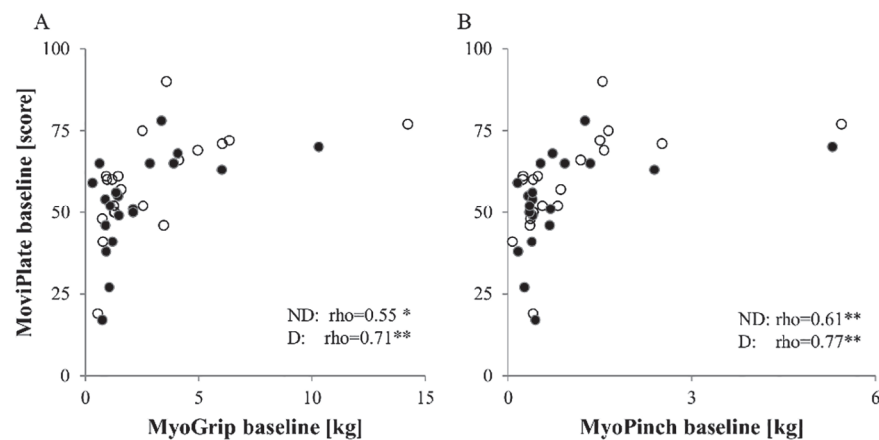 A
MoviPlate baseline [score]
100
75
50
25
0
ND: rho=0.55 *
D: rho=0.71**
0 5 10 15
MyoGrip baseline [kg]
B
100
75
50
25
0
ND: rho=0.61**
D: rho=0.77**
0 3 6
MyoPinch baseline [kg]